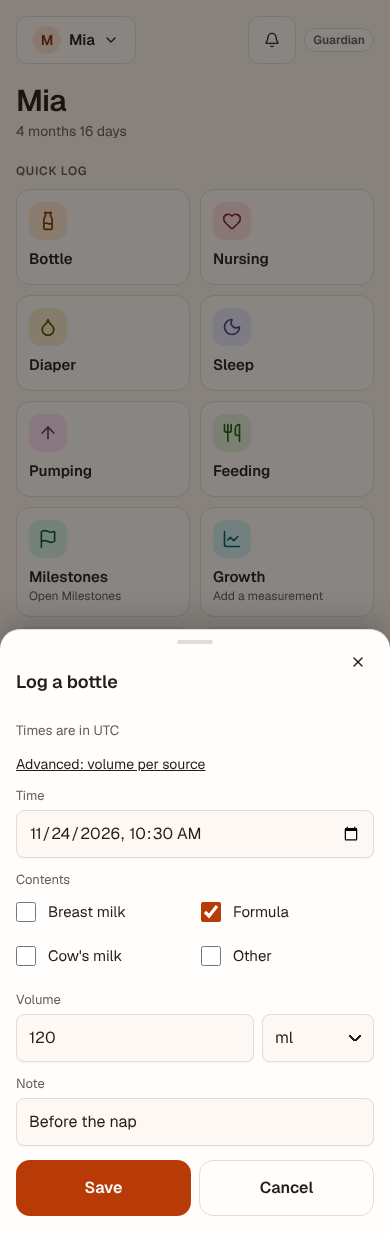 M Mia
Guardian
Mia
4 months 16 days
QUICK LOG
Bottle
Nursing
Diaper
Sleep
Pumping
Feeding
Milestones
Open Milestones
Growth
Add a measurement
Log a bottle
Times are in UTC
Advanced: volume per source
Time
11/24/2026, 10:30 AM
Contents
Breast milk
Formula
Cow's milk
Other
Volume
120
ml
Note
Before the nap
Save
Cancel